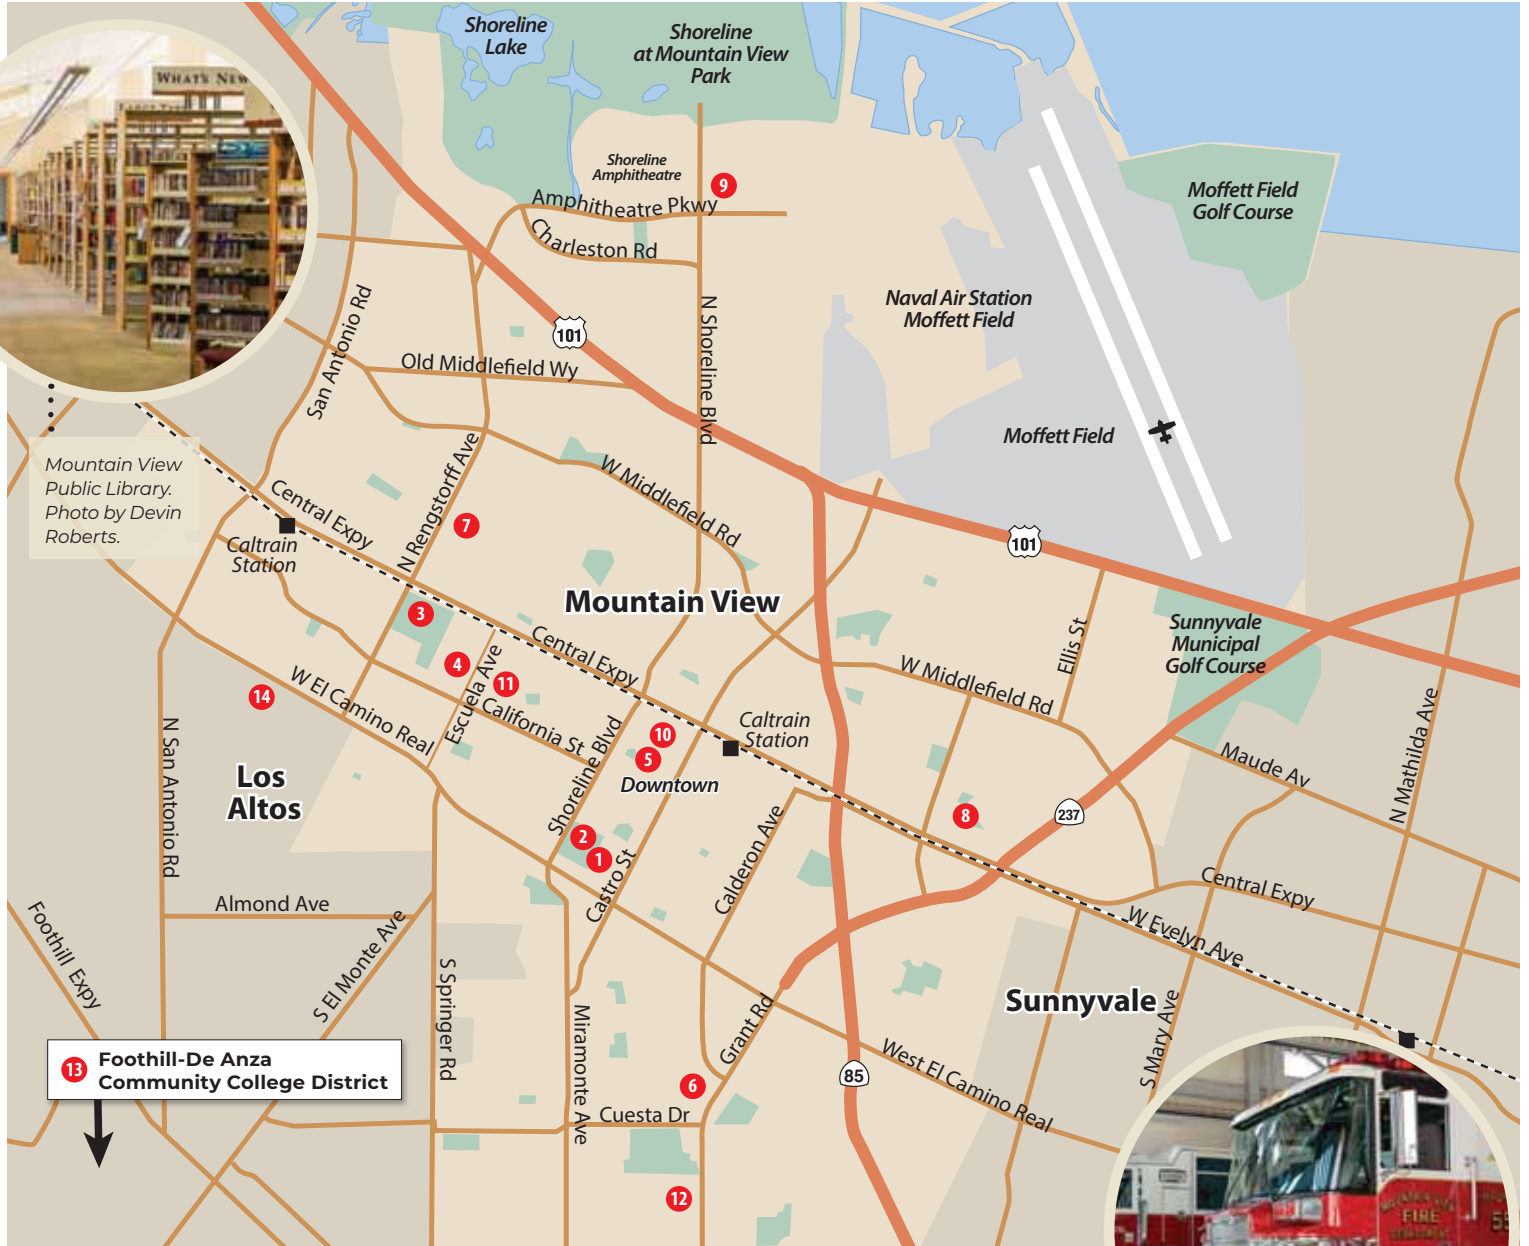 Shoreline
Lake
Shoreline
at Mountain View
Park
WHAT'S NEW
Shoreline
Amphitheatre
9
Amphitheatre Pkwy
Charleston Rd
Moffett Field
Golf Course
Naval Air Station
Moffett Field
San Antonio Rd
N Shoreline Blvd
101
Old Middlefield Wy
Moffett Field
Mountain View
Public Library.
Photo by Devin
Roberts.
Central Expy
N Rengstorff Ave
7
W Middlefield Rd
101
Caltrain
Station
Mountain View
3
Central Expy
4
Escuela Ave
11
Ellis St
Sunnyvale
Municipal
Golf Course
W Middlefield Rd
14
W El Camino Real
California St
Shoreline Blvd
10
5
Downtown
Caltrain
Station
N San Antonio Rd
Los
Altos
Maude Av
N Mathilda Ave
237
8
2
1
Castro St
Calderon Ave
Central Expy
Almond Ave
Foothill Expy
S El Monte Ave
S Springer Rd
W Evelyn Ave
Sunnyvale
S Mary Ave
Miramonte Ave
Grant Rd
West El Camino Real
85
13
Foothill-De Anza
Community College District
6
Cuesta Dr
12
MOUNTAIN VIEW
FIRE
DEPARTMENT